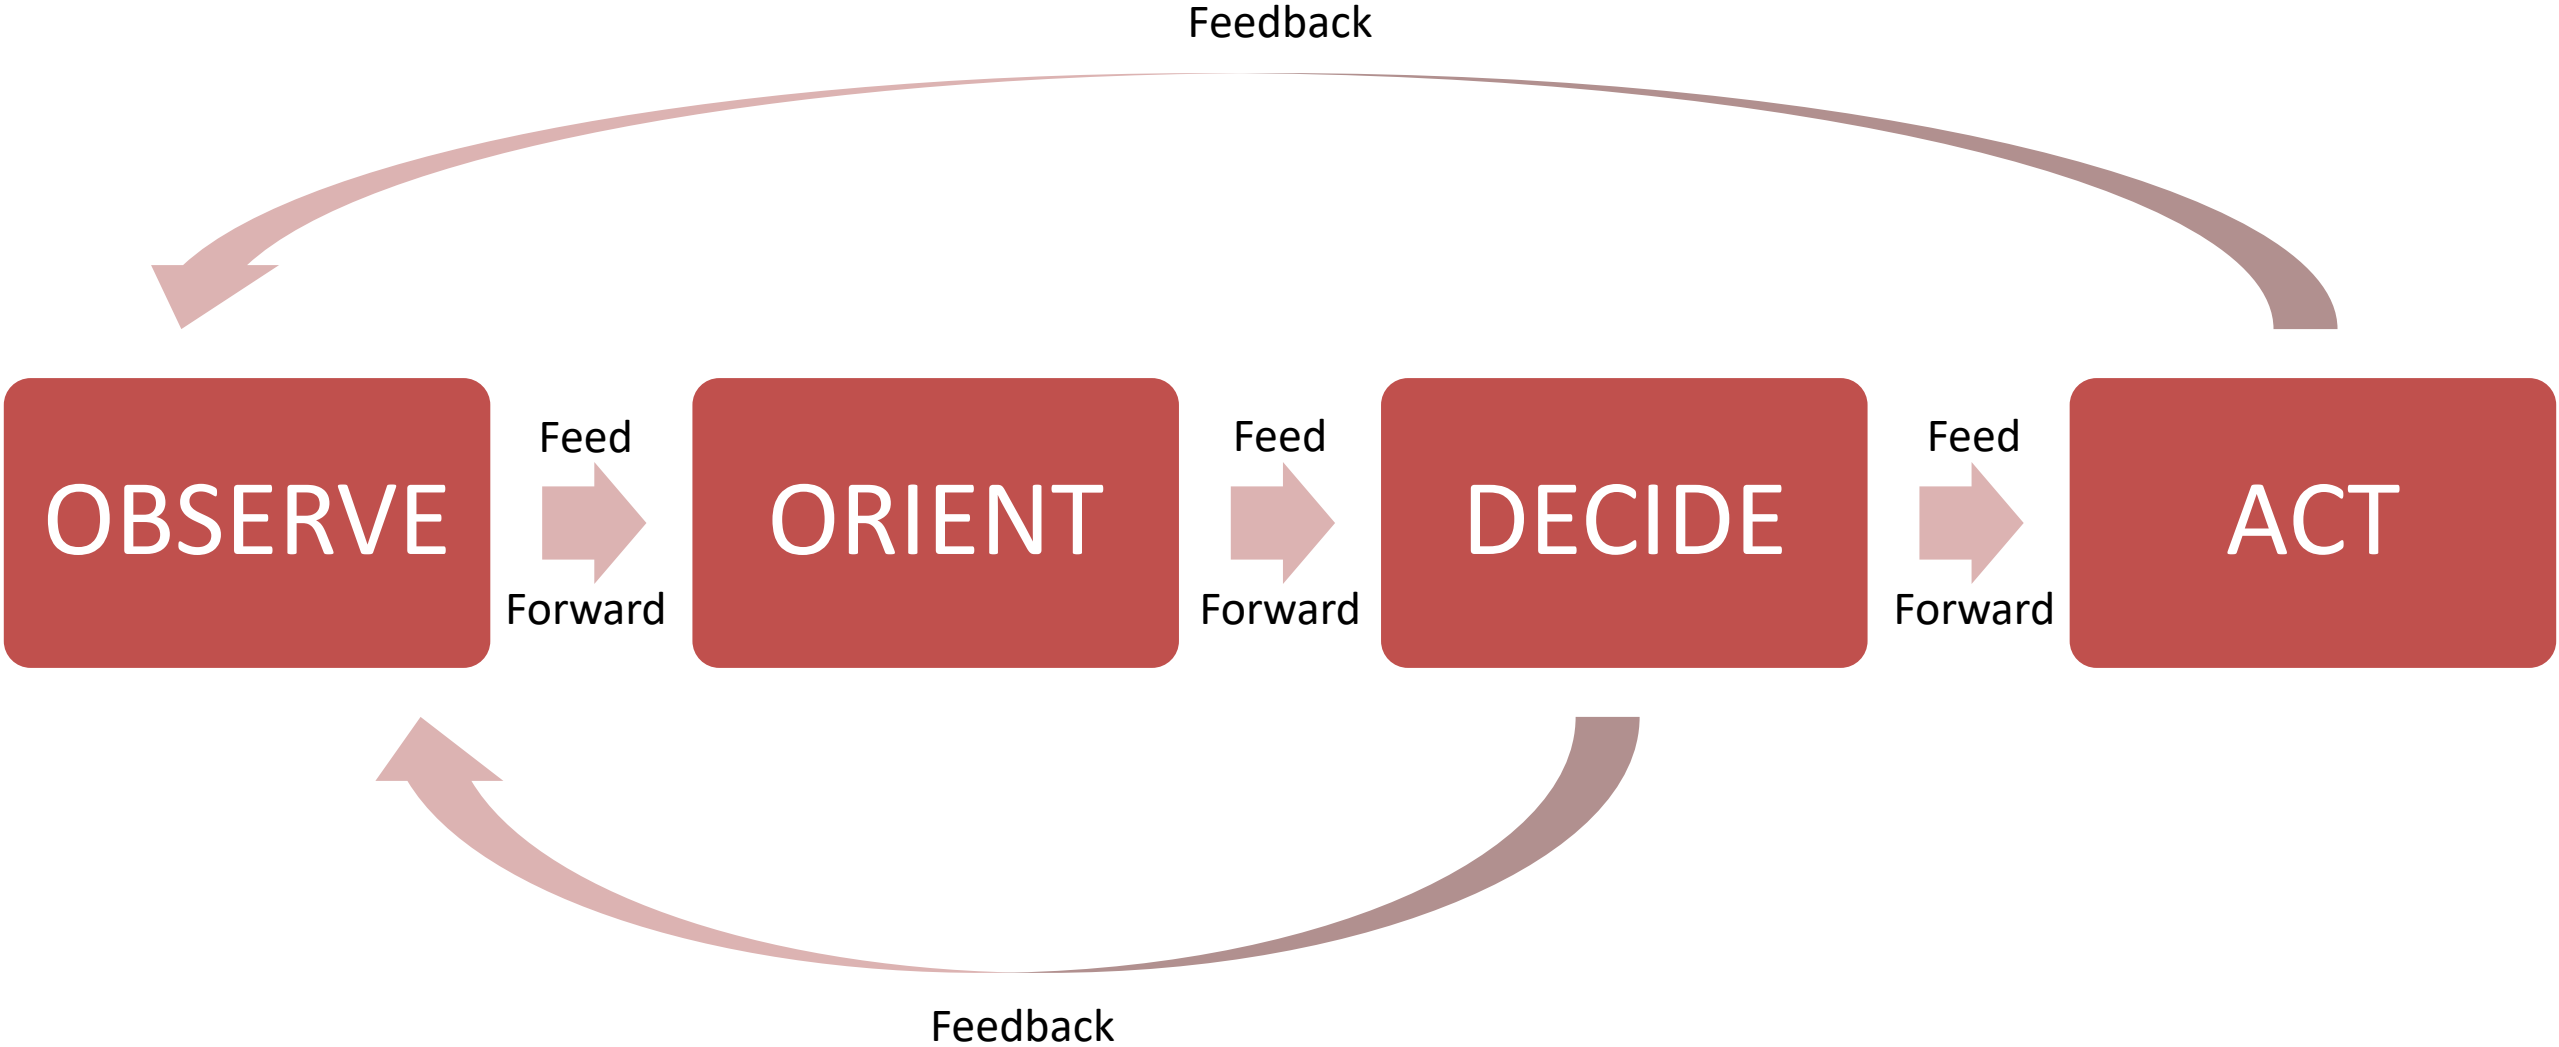 Feedback
OBSERVE
Feed
Forward
ORIENT
Feed
Forward
DECIDE
Feed
Forward
ACT
Feedback